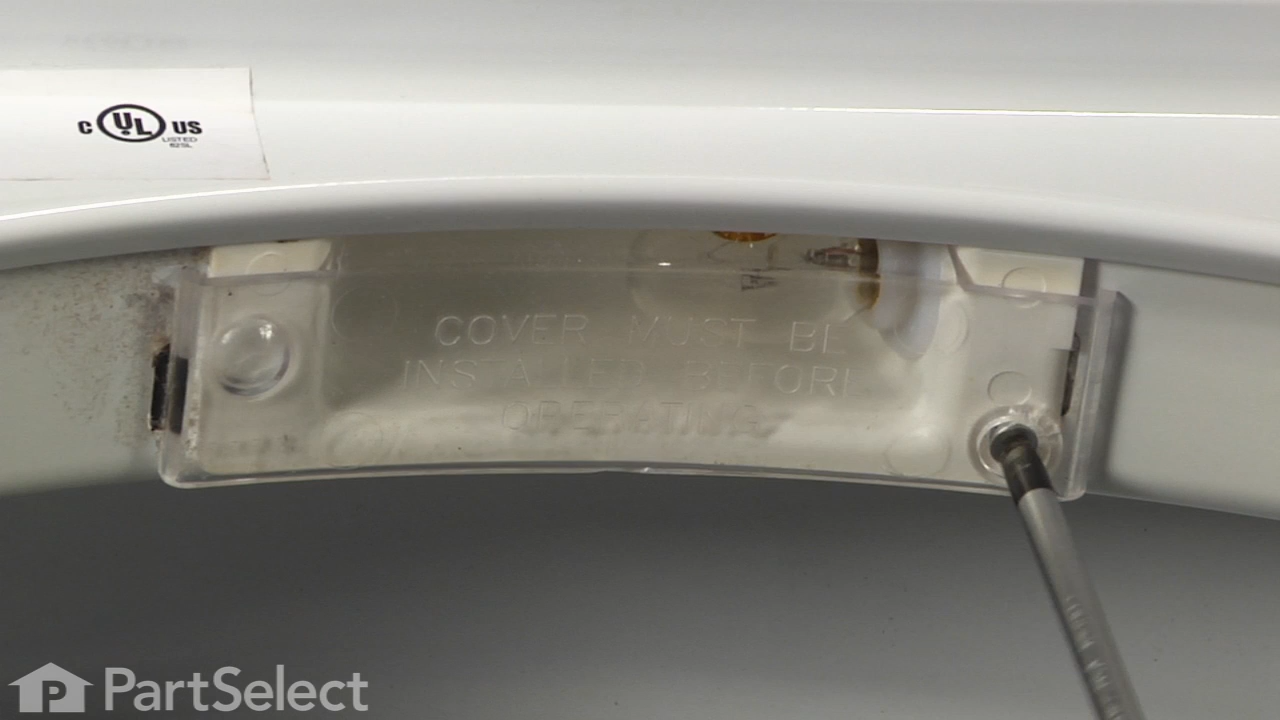 C UL US
LISTED
COVER MUST BE
INSTALLED BEFORE
OPERATING
PartSelect